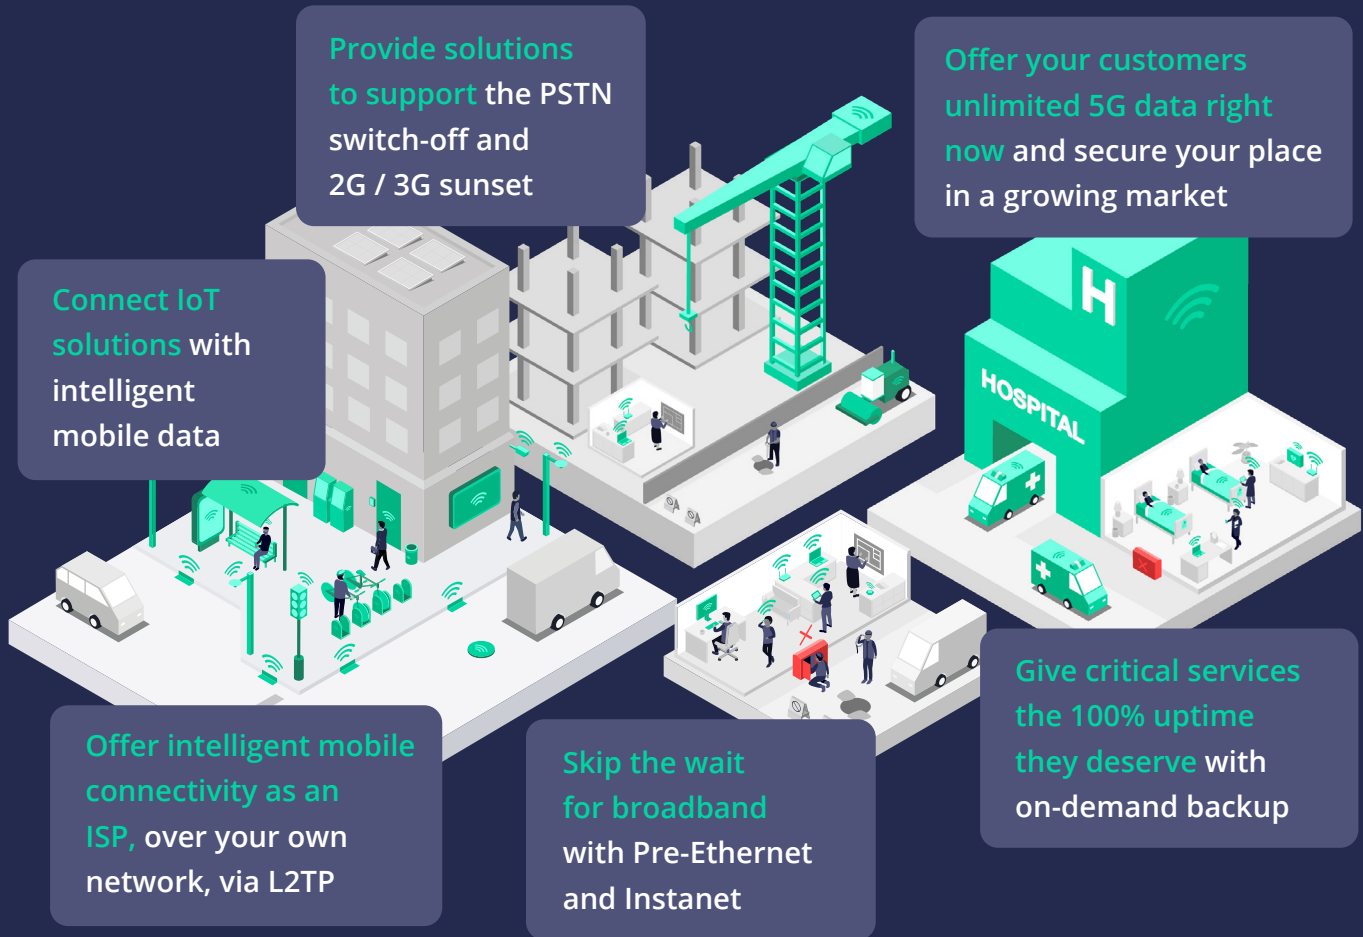 Provide solutions
to support the PSTN
switch-off and
2G / 3G sunset
Offer your customers
unlimited 5G data right
now and secure your place
in a growing market
Connect IoT
solutions with
intelligent
mobile data
H
HOSPITAL
Offer intelligent mobile
connectivity as an
ISP, over your own
network, via L2TP
Skip the wait
for broadband
with Pre-Ethernet
and Instanet
Give critical services
the 100% uptime
they deserve with
on-demand backup